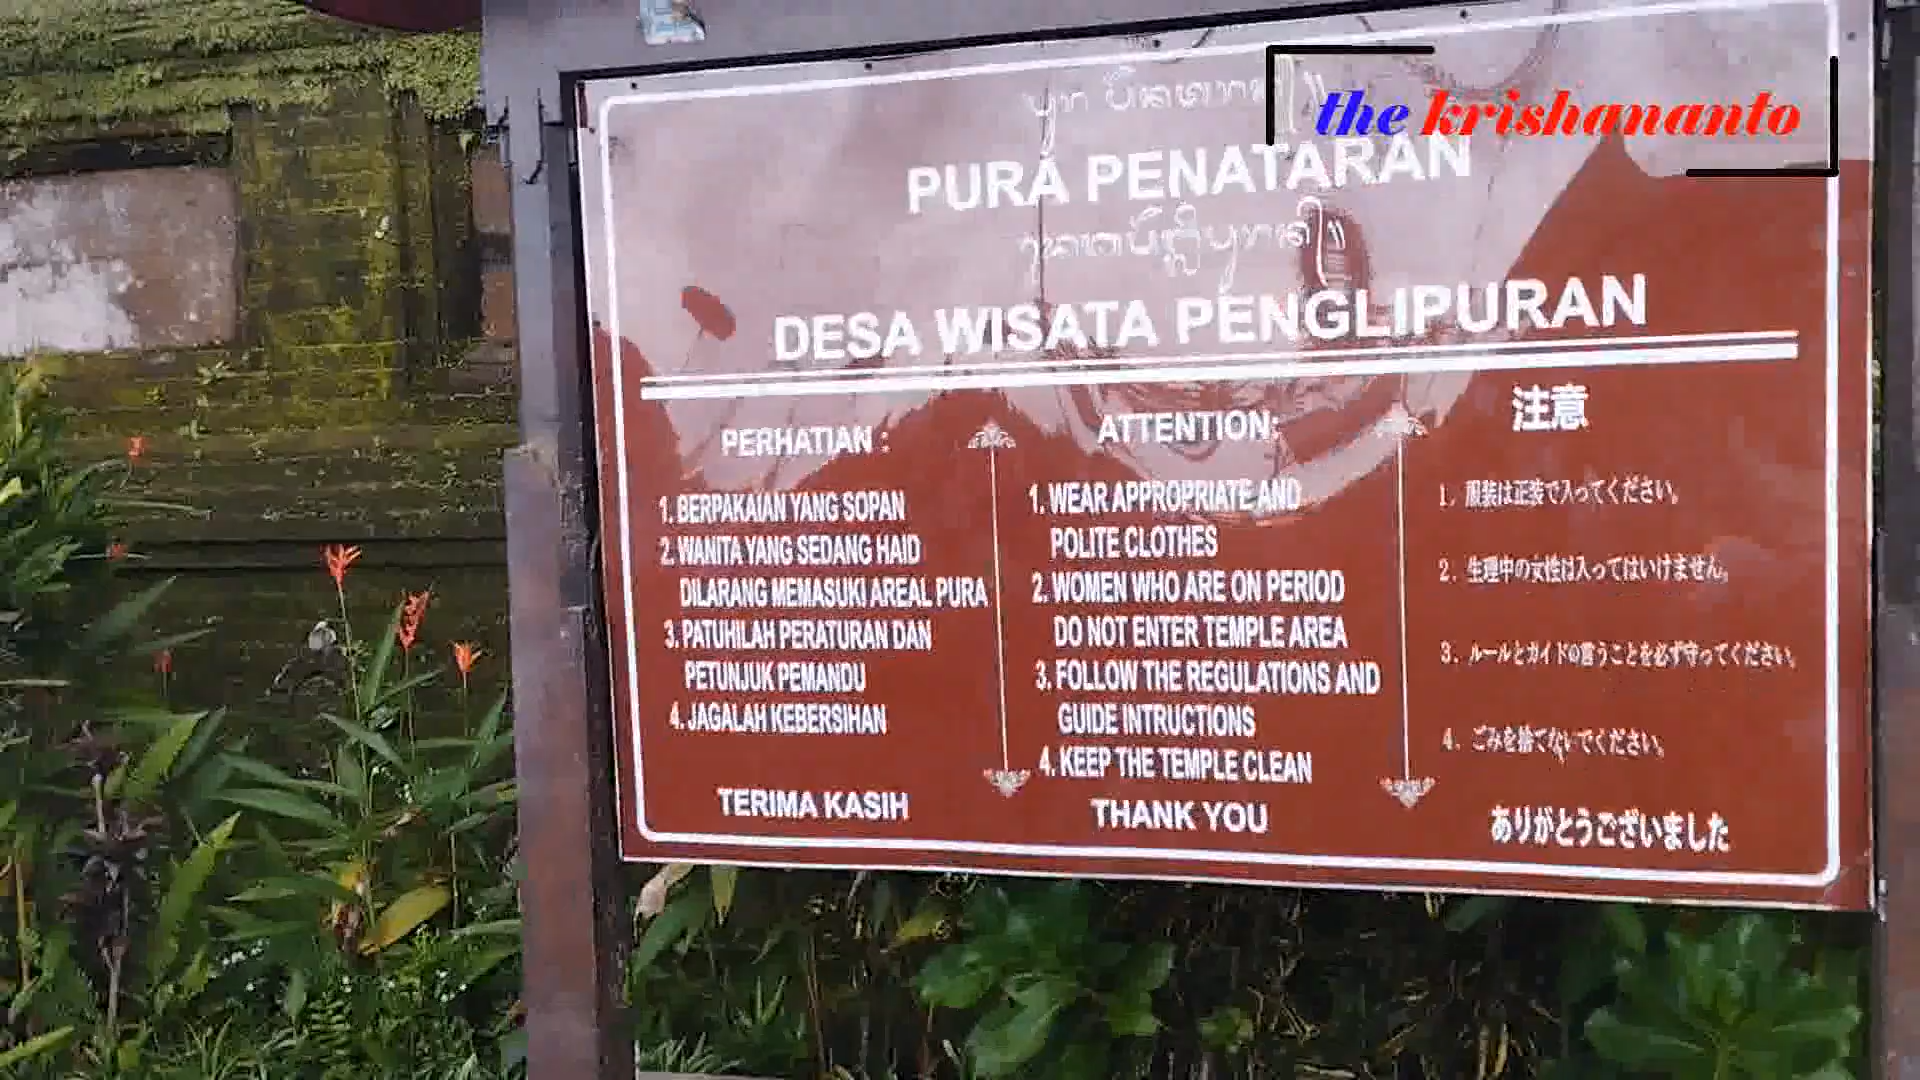 the krishananto
PURA PENATARAN
DESA WISATA PENGLIPURAN
PERHATIAN :
1. BERPAKAIAN YANG SOPAN
2. WANITA YANG SEDANG HAID
DILARANG MEMASUKI AREAL PURA
3. PATUHILAH PERATURAN DAN
PETUNJUK PEMANDU
4. JAGALAH KEBERSIHAN
TERIMA KASIH
ATTENTION:
1. WEAR APPROPRIATE AND
POLITE CLOTHES
2. WOMEN WHO ARE ON PERIOD
DO NOT ENTER TEMPLE AREA
3. FOLLOW THE REGULATIONS AND
GUIDE INTRUCTIONS
4. KEEP THE TEMPLE CLEAN
THANK YOU
注意
1. 服装は正装で入ってください。
2. 生理中の女性は入ってはいけません。
3. ルールとガイドの言うことを必ず守ってください。
4. ごみを捨てないでください。
ありがとうございました